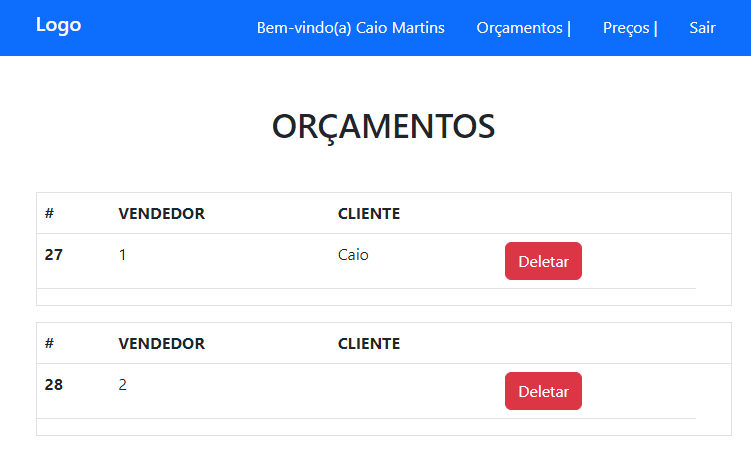 Logo Bem-vindo(a) Caio Martins Orçamentos | Preços | Sair
ORÇAMENTOS
# VENDEDOR CLIENTE
27 1 Caio Deletar
# VENDEDOR CLIENTE
28 2 Deletar